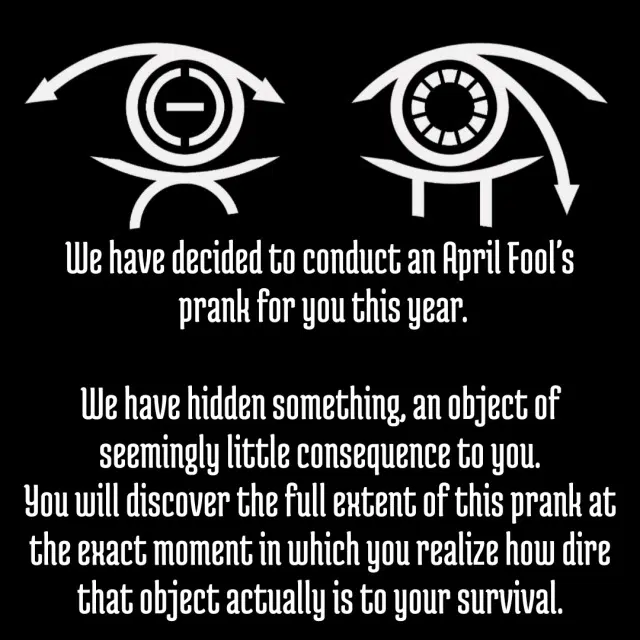 We have decided to conduct an April Fool's
prank for you this year.
We have hidden something, an object of
seemingly little consequence to you.
You will discover the full extent of this prank at
the exact moment in which you realize how dire
that object actually is to your survival.